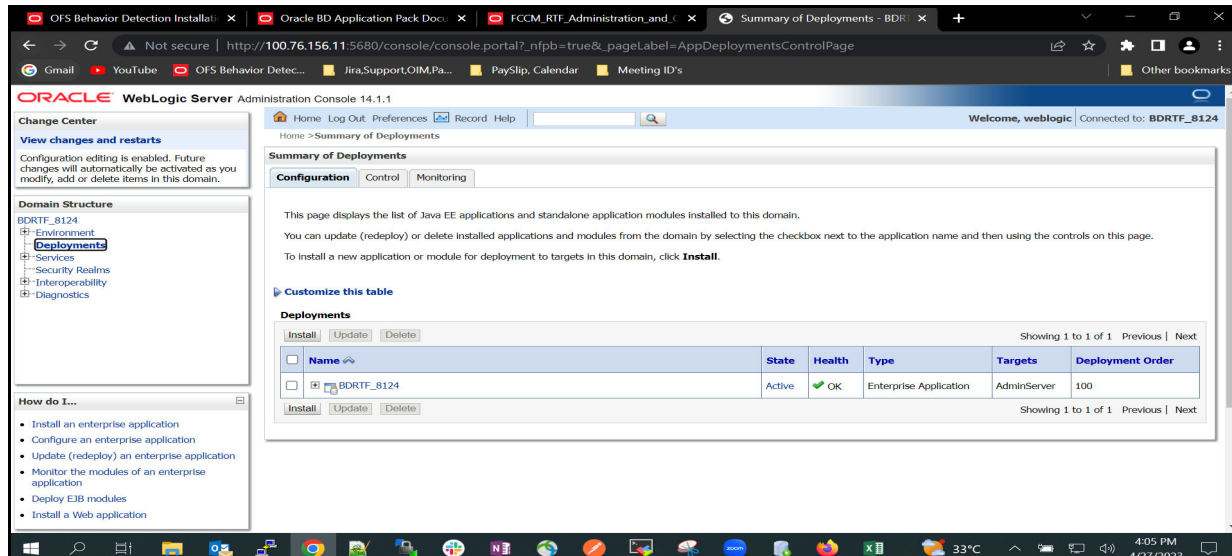 OFS Behavior Detection Installati
Oracle BD Application Pack Docu
FCCM_RTF_Administration_and_C
Summary of Deployments - BDRT
Not secure | http://100.76.156.11:5680/console/console.portal?_nfpb=true&_pageLabel=AppDeploymentsControlPage
Gmail YouTube OFS Behavior Detec... Jira,Support,OIM,Pa... PaySlip, Calendar Meeting ID's Other bookmarks
ORACLE WebLogic Server Administration Console 14.1.1
Change Center
View changes and restarts
Configuration editing is enabled. Future
changes will automatically be activated as you
modify, add or delete items in this domain.
Domain Structure
BDRTF_8124
Environment
Deployments
Services
Security Realms
Interoperability
Diagnostics
How do I...
Install an enterprise application
Configure an enterprise application
Update (redeploy) an enterprise application
Monitor the modules of an enterprise
application
Deploy EJB modules
Install a Web application
Home Log Out Preferences Record Help
Welcome, weblogic Connected to: BDRTF_8124
Home >Summary of Deployments
Summary of Deployments
Configuration Control Monitoring
This page displays the list of Java EE applications and standalone application modules installed to this domain.
You can update (redeploy) or delete installed applications and modules from the domain by selecting the checkbox next to the application name and then using the controls on this page.
To install a new application or module for deployment to targets in this domain, click Install.
Customize this table
Deployments
Install Update Delete Showing 1 to 1 of 1 Previous | Next
Name State Health Type Targets Deployment Order
BDRTF_8124 Active OK Enterprise Application AdminServer 100
Install Update Delete Showing 1 to 1 of 1 Previous | Next
33°C
4:05 PM